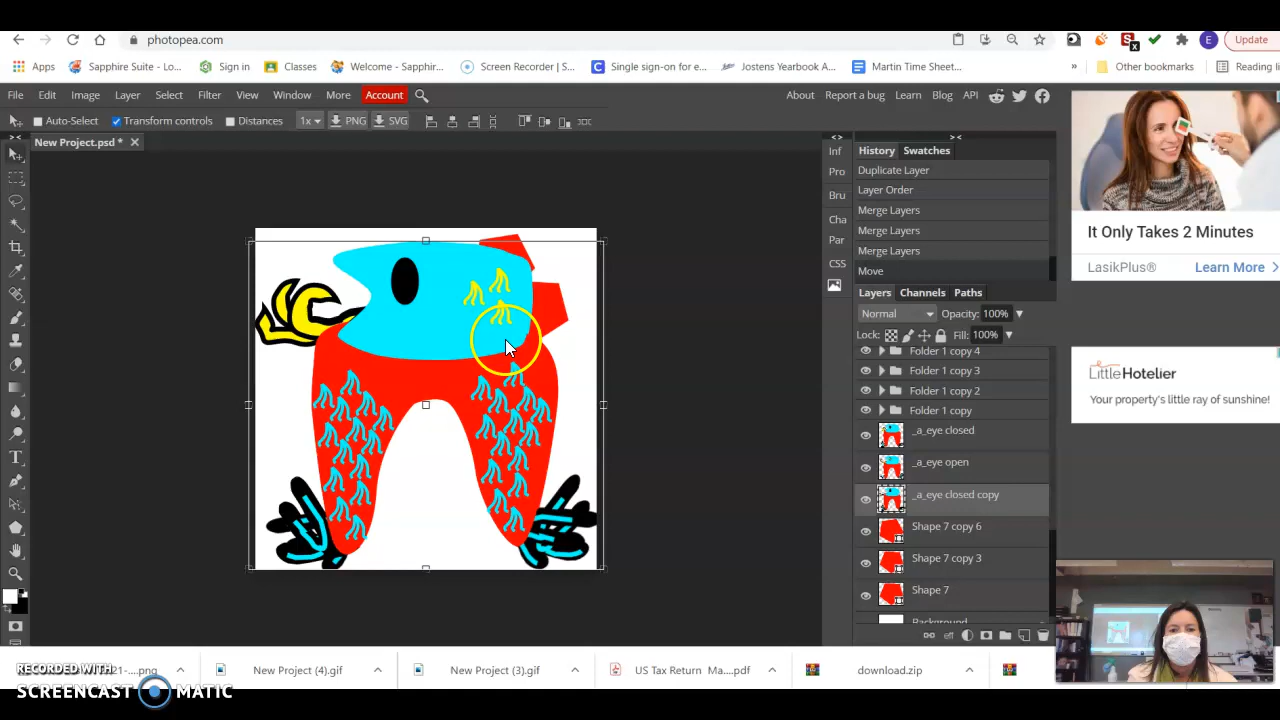 photopea.com
E
Update
Apps
Sapphire Suite - Lo...
Sign in
Classes
Welcome - Sapphir...
Screen Recorder | S...
Single sign-on for e...
Jostens Yearbook A...
Martin Time Sheet...
»
Other bookmarks
Reading li
File Edit Image Layer Select Filter View Window More Account
About Report a bug Learn Blog API
Auto-Select Transform controls Distances 1x PNG SVG
New Project.psd *
Inf
Pro
Bru
Cha
Par
CSS
History Swatches
Duplicate Layer
Layer Order
Merge Layers
Merge Layers
Merge Layers
Move
Layers Channels Paths
Normal Opacity: 100%
Lock: Fill: 100%
Folder 1 copy 4
Folder 1 copy 3
Folder 1 copy 2
Folder 1 copy
_a_eye closed
_a_eye open
_a_eye closed copy
Shape 7 copy 6
Shape 7 copy 3
Shape 7
Background
It Only Takes 2 Minutes
LasikPlus® Learn More
LittleHotelier
Your property's little ray of sunshine!
21-....png
New Project (4).gif
New Project (3).gif
US Tax Return Ma....pdf
download.zip
RECORDED WITH
SCREENCAST MATIC